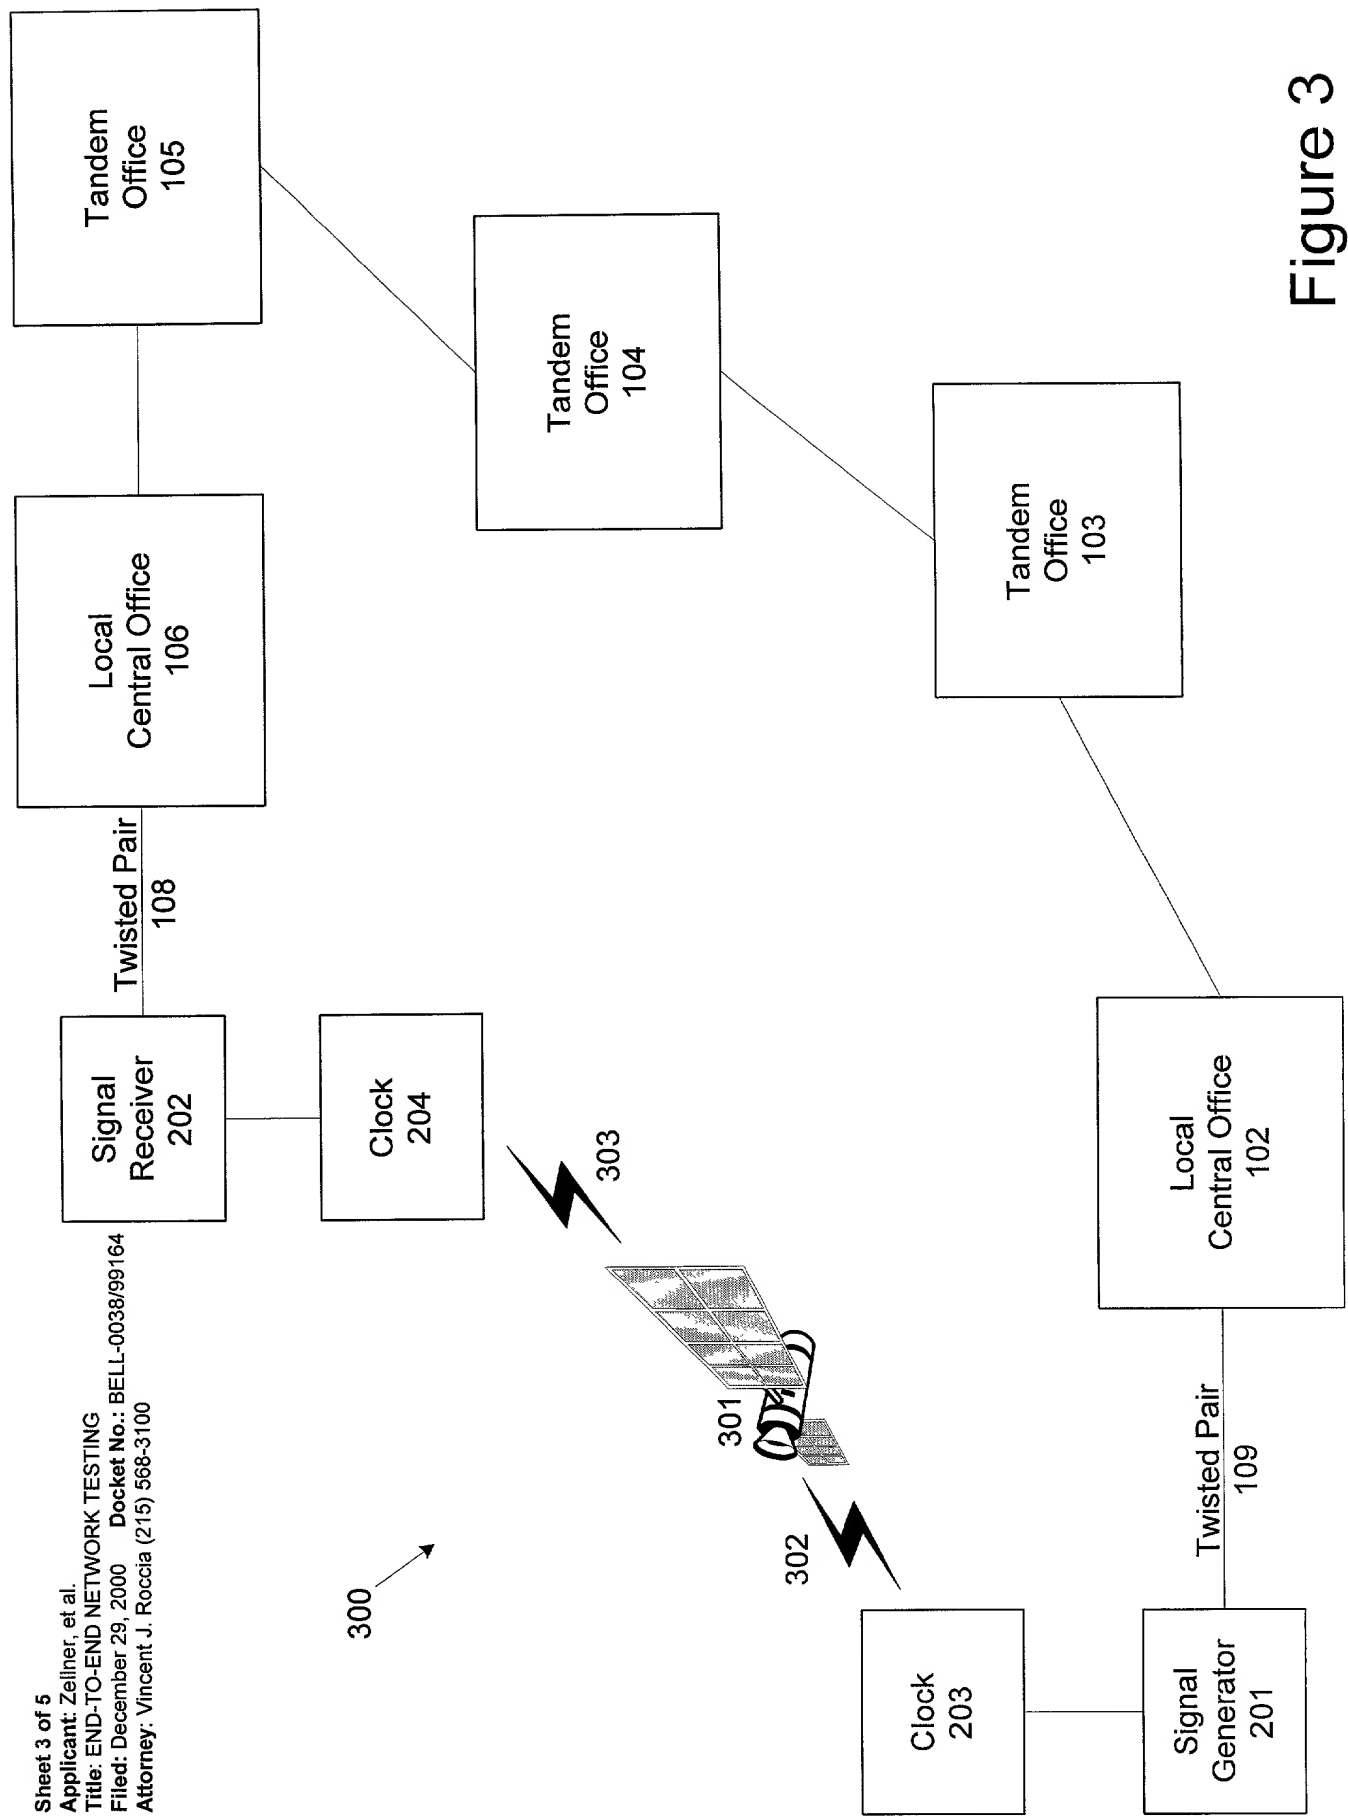 Sheet 3 of 5
Applicant: Zellner, et al.
Title: END-TO-END NETWORK TESTING
Filed: December 29, 2000 Docket No.: BELL-0038/99164
Attorney: Vincent J. Roccia (215) 568-3100
Signal
Receiver
202
Twisted Pair
108
Local
Central Office
106
Tandem
Office
105
Clock
204
300
303
301
302
Tandem
Office
104
Clock
203
Tandem
Office
103
Signal
Generator
201
Twisted Pair
109
Local
Central Office
102
Figure 3